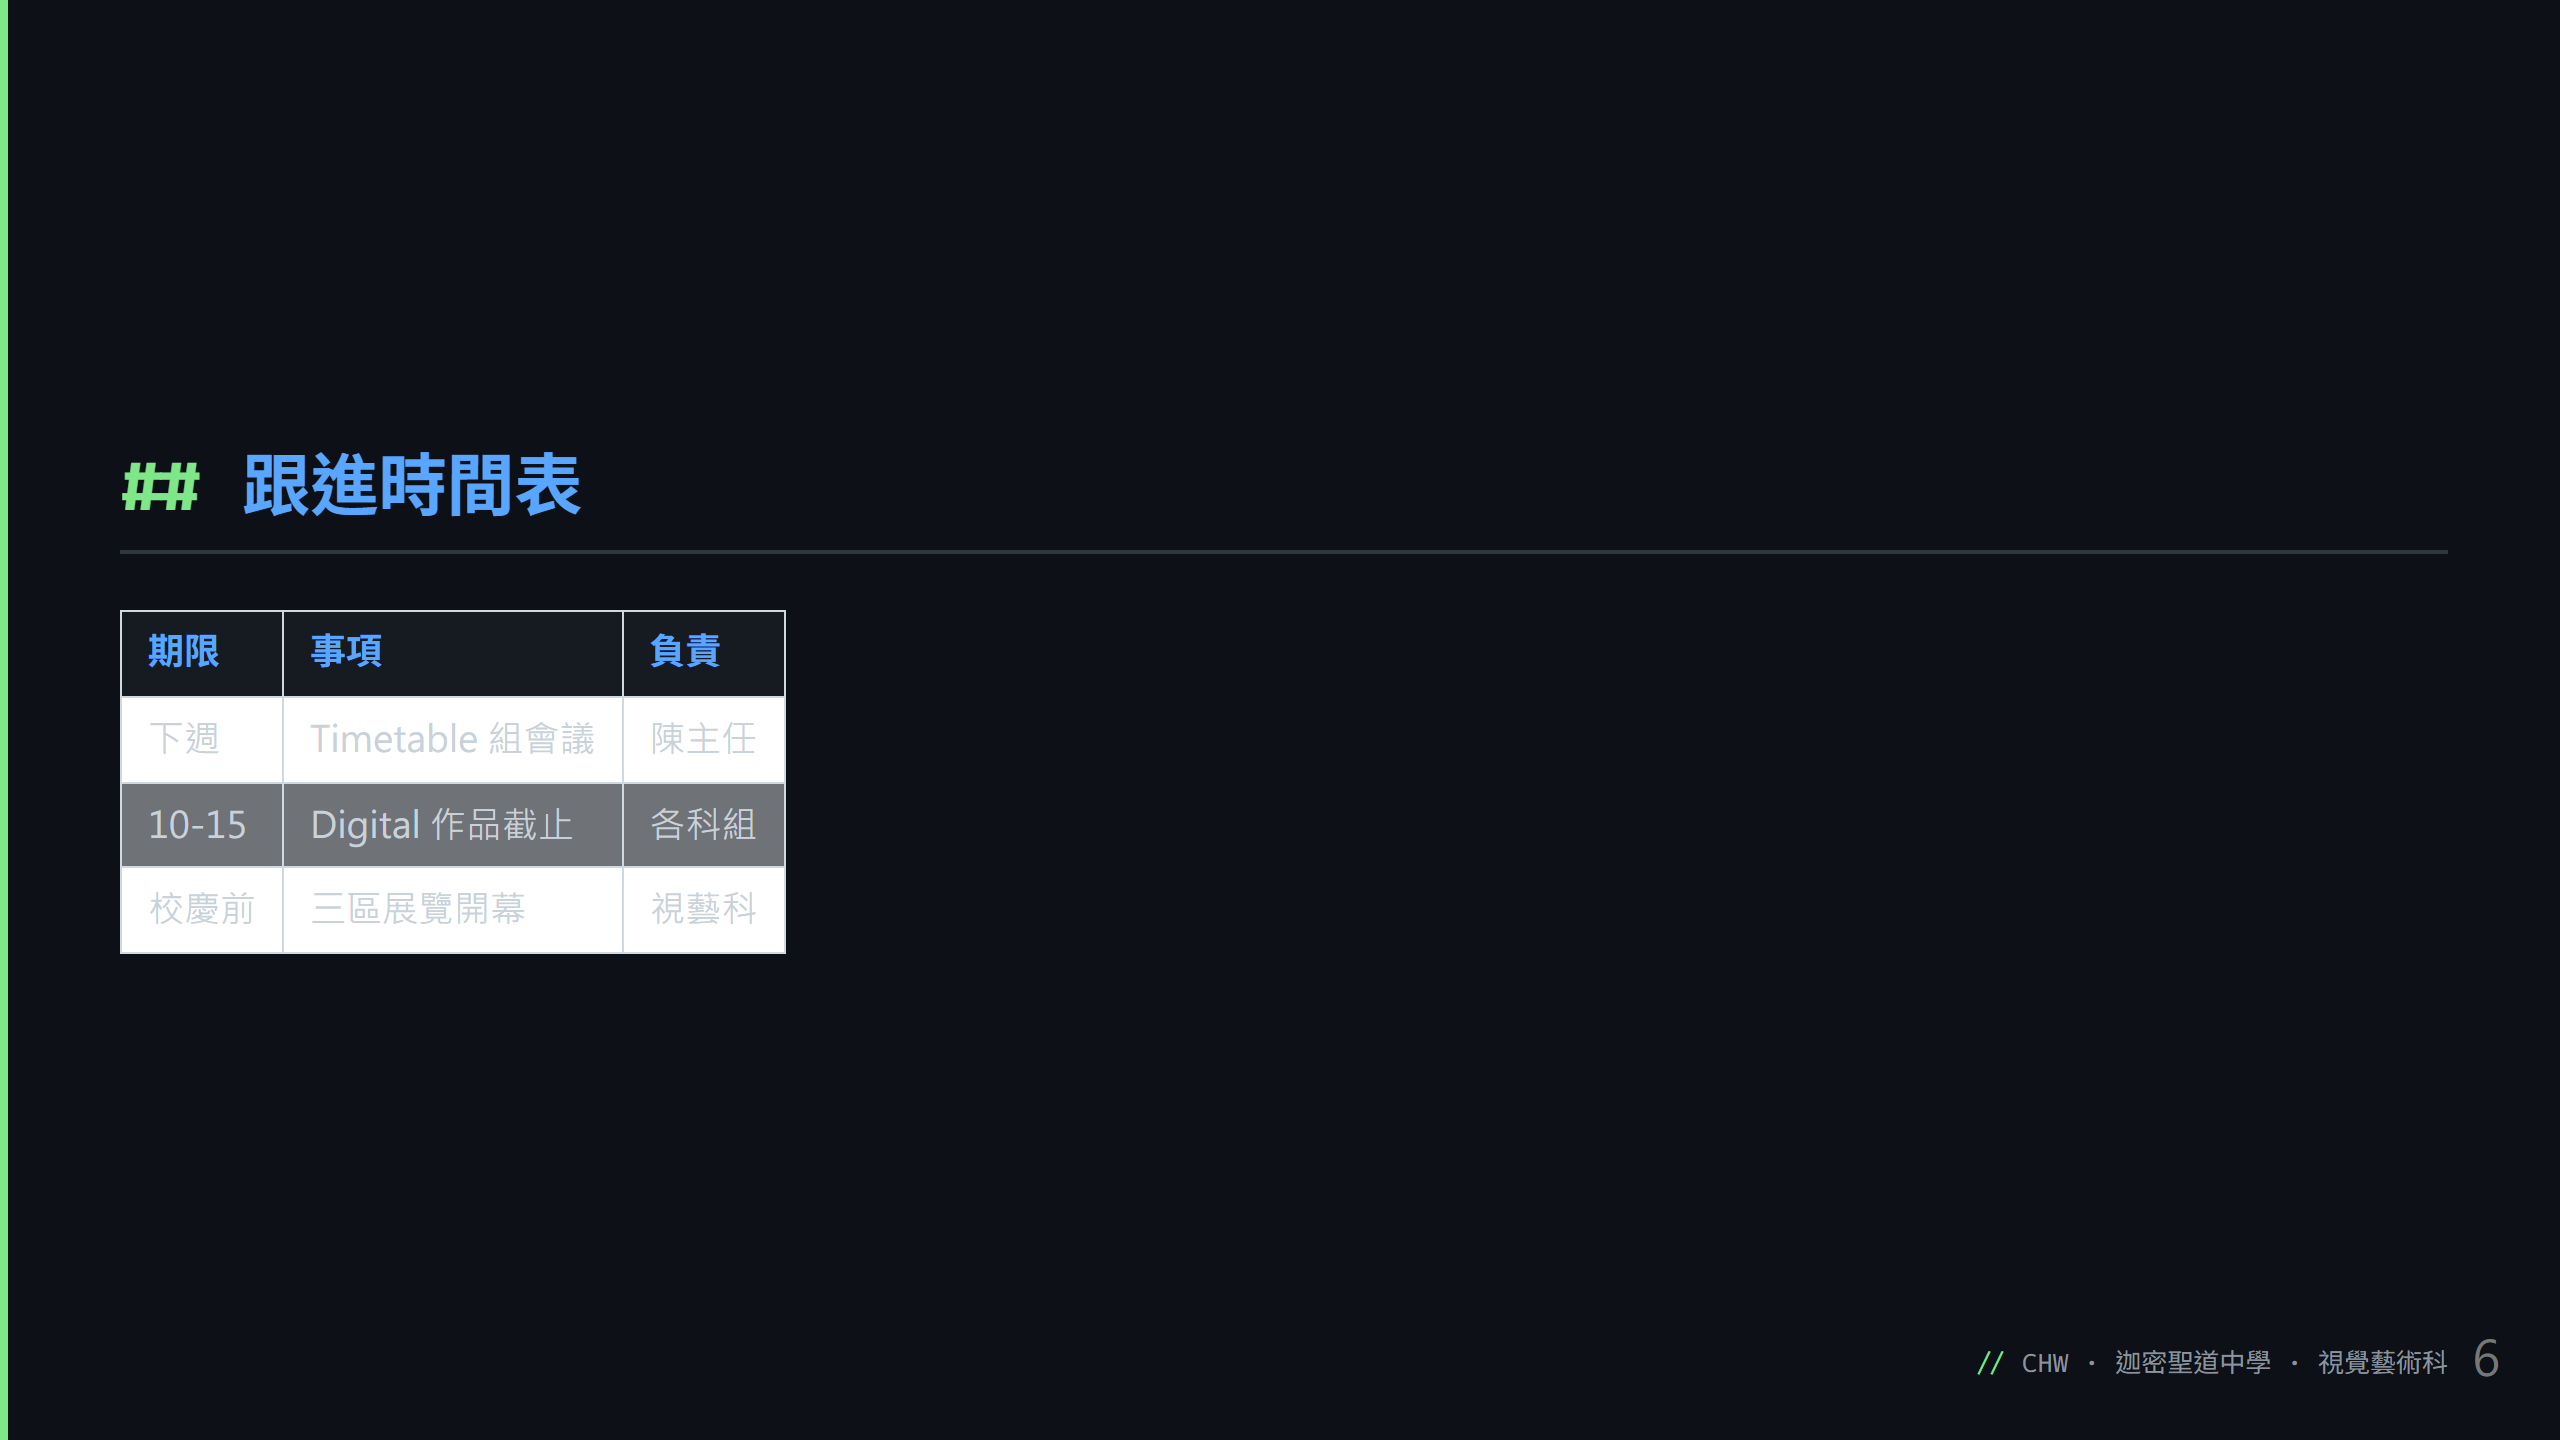 ## 跟進時間表
期限 事項 負責
下週 Timetable 組會議 陳主任
10-15 Digital 作品截止 各科組
校慶前 三區展覽開幕 視藝科
// CHW · 迦密聖道中學 · 視覺藝術科 6